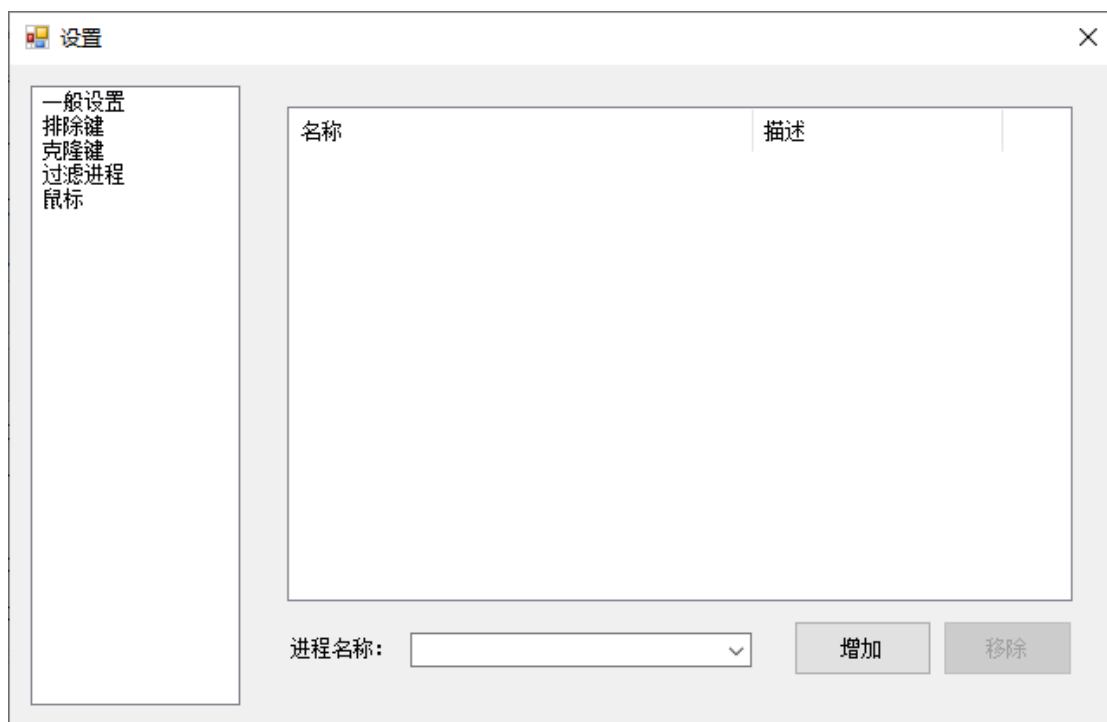 设置
一般设置
排除键
克隆键
过滤进程
鼠标
名称 描述
进程名称: 增加 移除